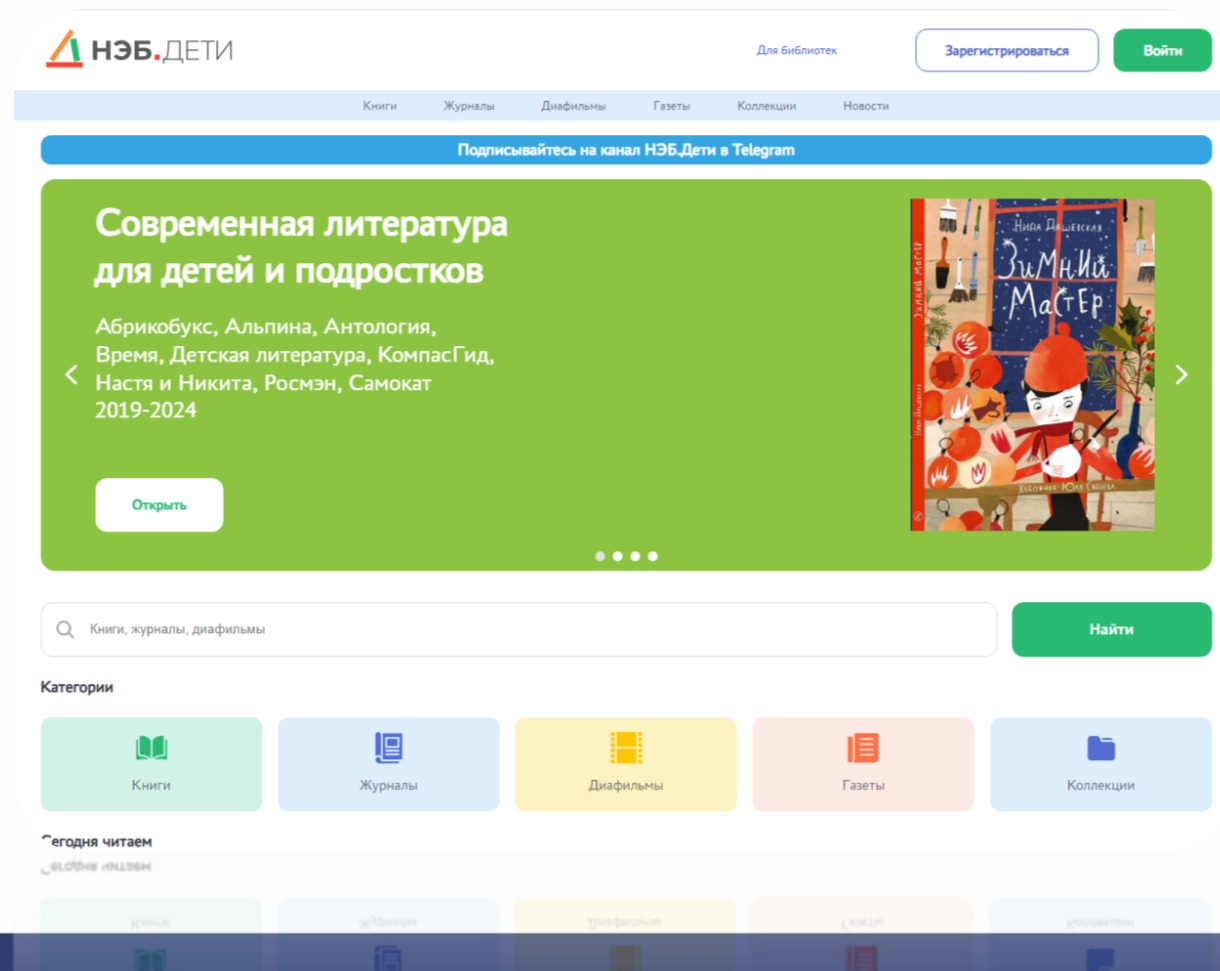 НЭБ.ДЕТИ
Для библиотек
Зарегистрироваться
Войти
Книги Журналы Диафильмы Газеты Коллекции Новости
Подписывайтесь на канал НЭБ.Дети в Telegram
Современная литература
для детей и подростков
Абрикобукс, Альпина, Антология,
Время, Детская литература, КомпасГид,
Настя и Никита, Росмэн, Самокат
2019-2024
Открыть
Нина Дашевская
Зимний
Мастер
Книги, журналы, диафильмы
Найти
Категории
Книги Журналы Диафильмы Газеты Коллекции
Сегодня читаем